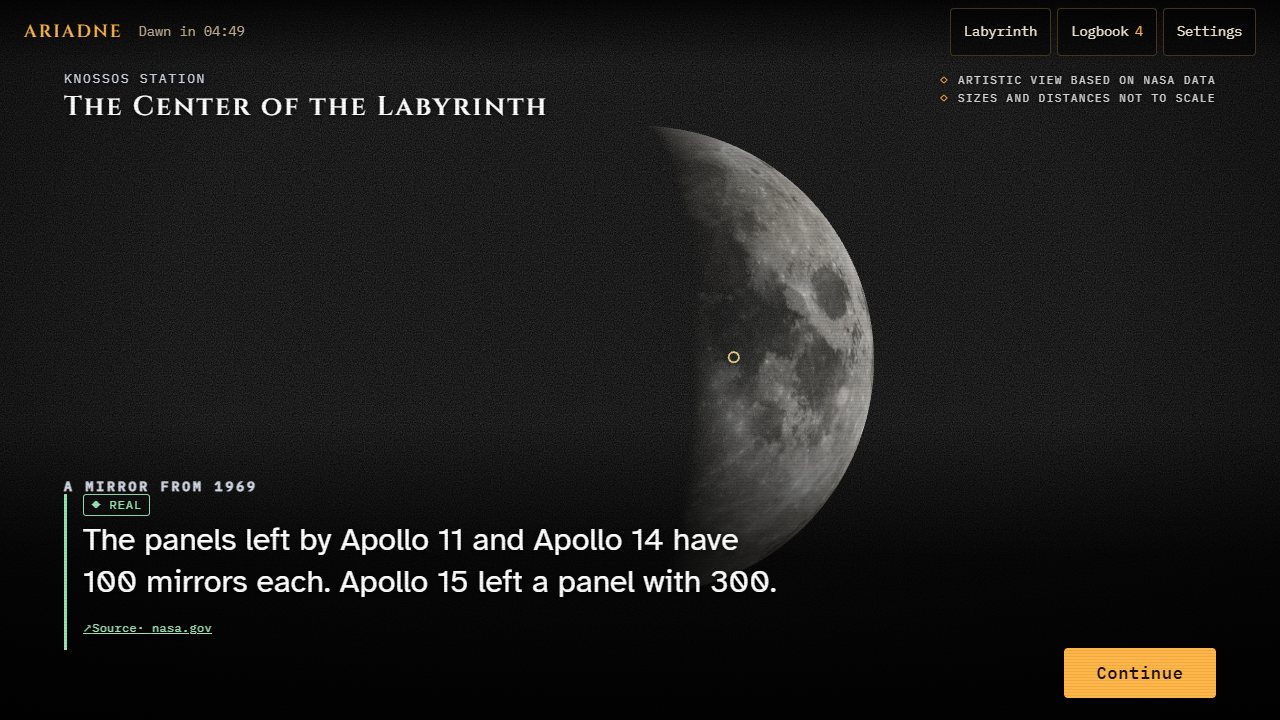 ARIADNE Dawn in 04:49 Labyrinth Logbook 4 Settings
KNOSSOS STATION
The Center of the Labyrinth
◇ ARTISTIC VIEW BASED ON NASA DATA
◇ SIZES AND DISTANCES NOT TO SCALE
A MIRROR FROM 1969
◆ REAL
The panels left by Apollo 11 and Apollo 14 have
100 mirrors each. Apollo 15 left a panel with 300.
↗Source· nasa.gov
Continue